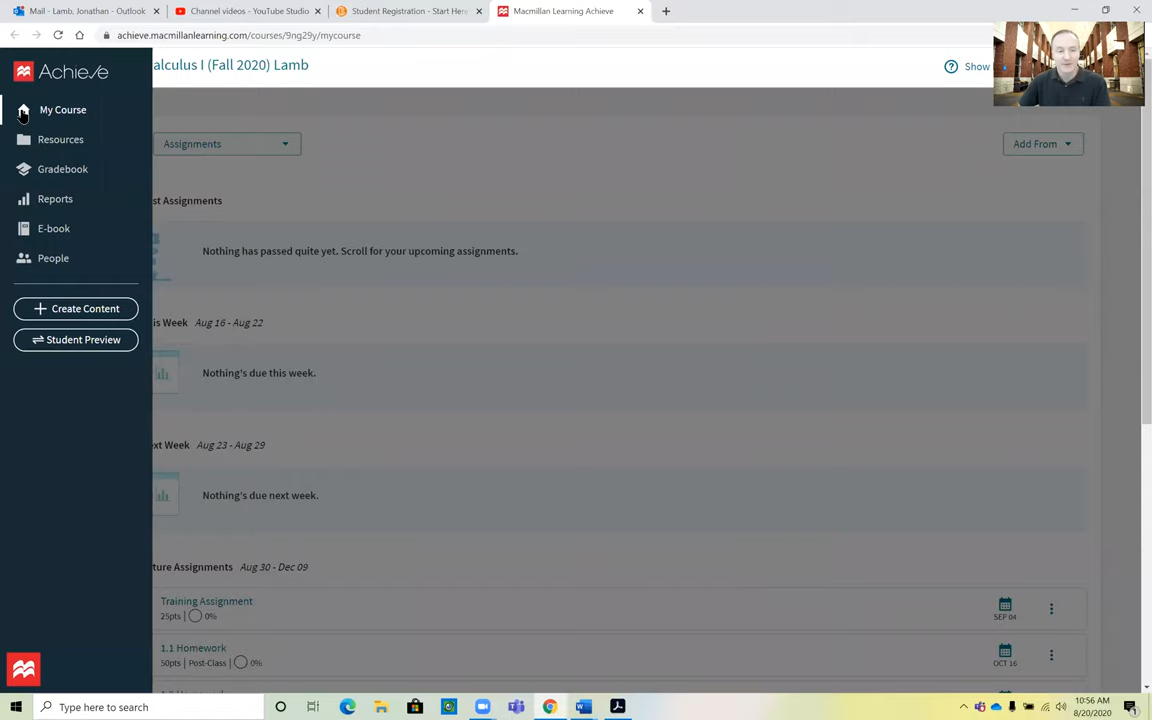 Mail - Lamb, Jonathan - Outlook
Channel videos - YouTube Studio
Student Registration - Start Here
Macmillan Learning Achieve
achieve.macmillanlearning.com/courses/9ng29y/mycourse
Achieve
alculus I (Fall 2020) Lamb
Show
My Course
Resources
Gradebook
Reports
E-book
People
+ Create Content
Student Preview
Assignments
Add From
st Assignments
Nothing has passed quite yet. Scroll for your upcoming assignments.
is Week Aug 16 - Aug 22
Nothing's due this week.
ext Week Aug 23 - Aug 29
Nothing's due next week.
ture Assignments Aug 30 - Dec 09
Training Assignment
25pts | 0%
SEP 04
1.1 Homework
50pts | Post-Class | 0%
OCT 16
Type here to search
10:56 AM
8/20/2020